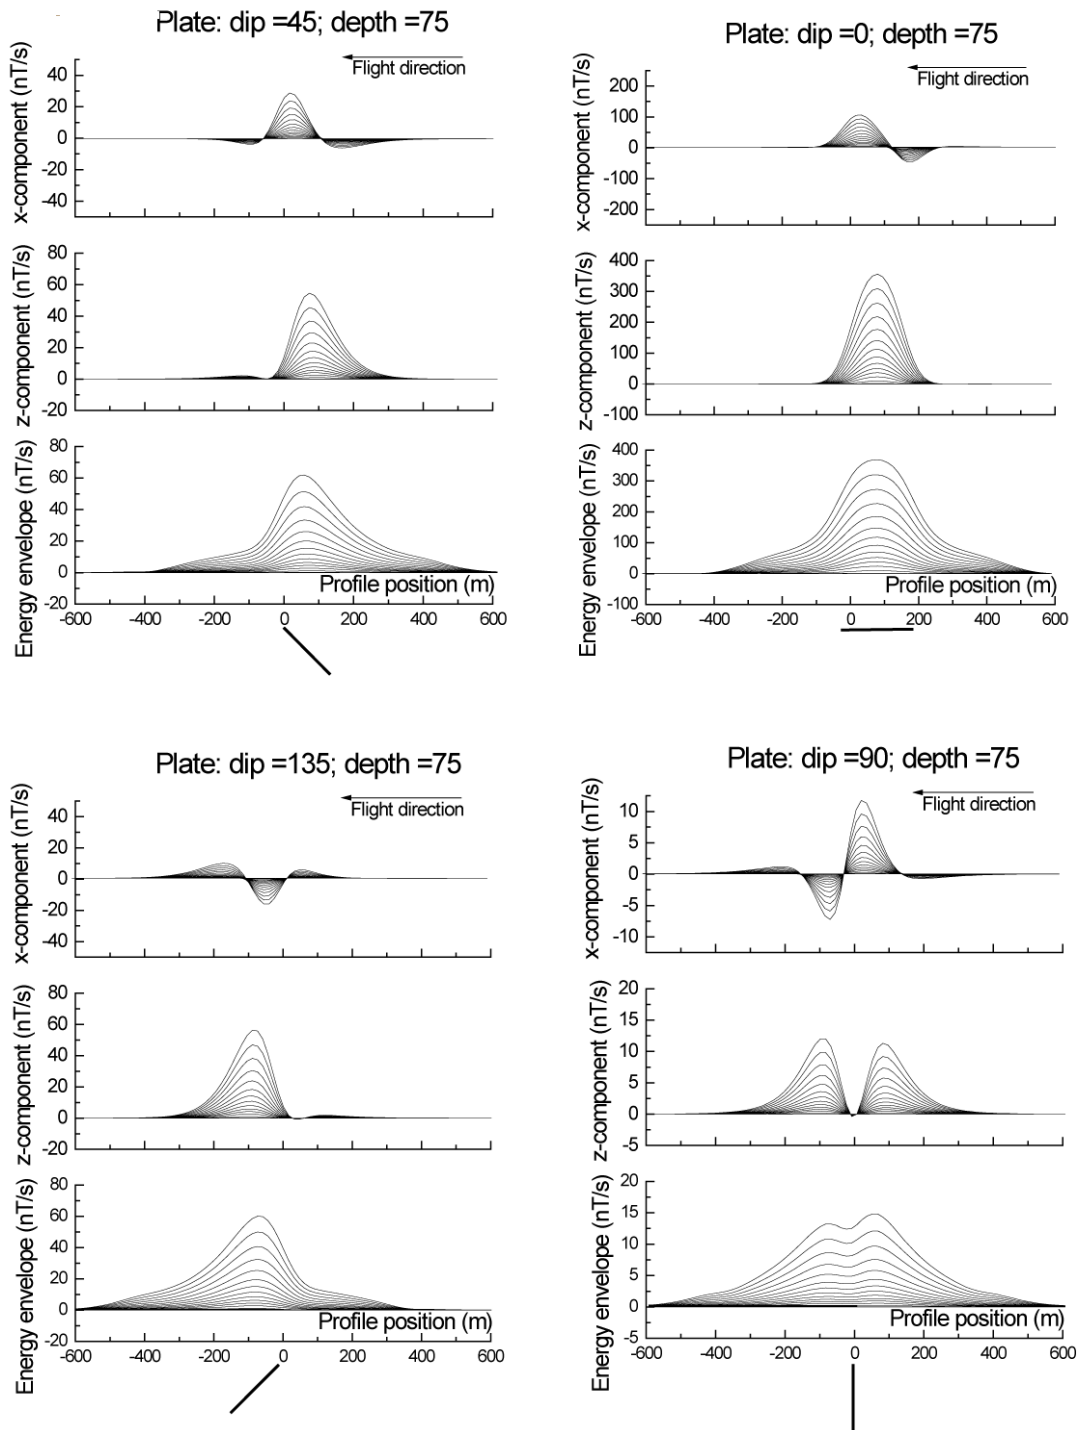 Plate: dip =45; depth =75
Flight direction
x-component (nT/s)
40
20
0
-20
-40
z-component (nT/s)
80
60
40
20
0
-20
Energy envelope (nT/s)
80
60
40
20
0
-20
Profile position (m)
-600 -400 -200 0 200 400 600
Plate: dip =0; depth =75
Flight direction
x-component (nT/s)
200
100
0
-100
-200
z-component (nT/s)
400
300
200
100
0
-100
Energy envelope (nT/s)
400
300
200
100
0
-100
Profile position (m)
-600 -400 -200 0 200 400 600
Plate: dip =135; depth =75
Flight direction
x-component (nT/s)
40
20
0
-20
-40
z-component (nT/s)
80
60
40
20
0
-20
Energy envelope (nT/s)
80
60
40
20
0
-20
Profile position (m)
-600 -400 -200 0 200 400 600
Plate: dip =90; depth =75
Flight direction
x-component (nT/s)
10
5
0
-5
-10
z-component (nT/s)
20
15
10
5
0
-5
Energy envelope (nT/s)
20
15
10
5
0
-5
Profile position (m)
-600 -400 -200 0 200 400 600